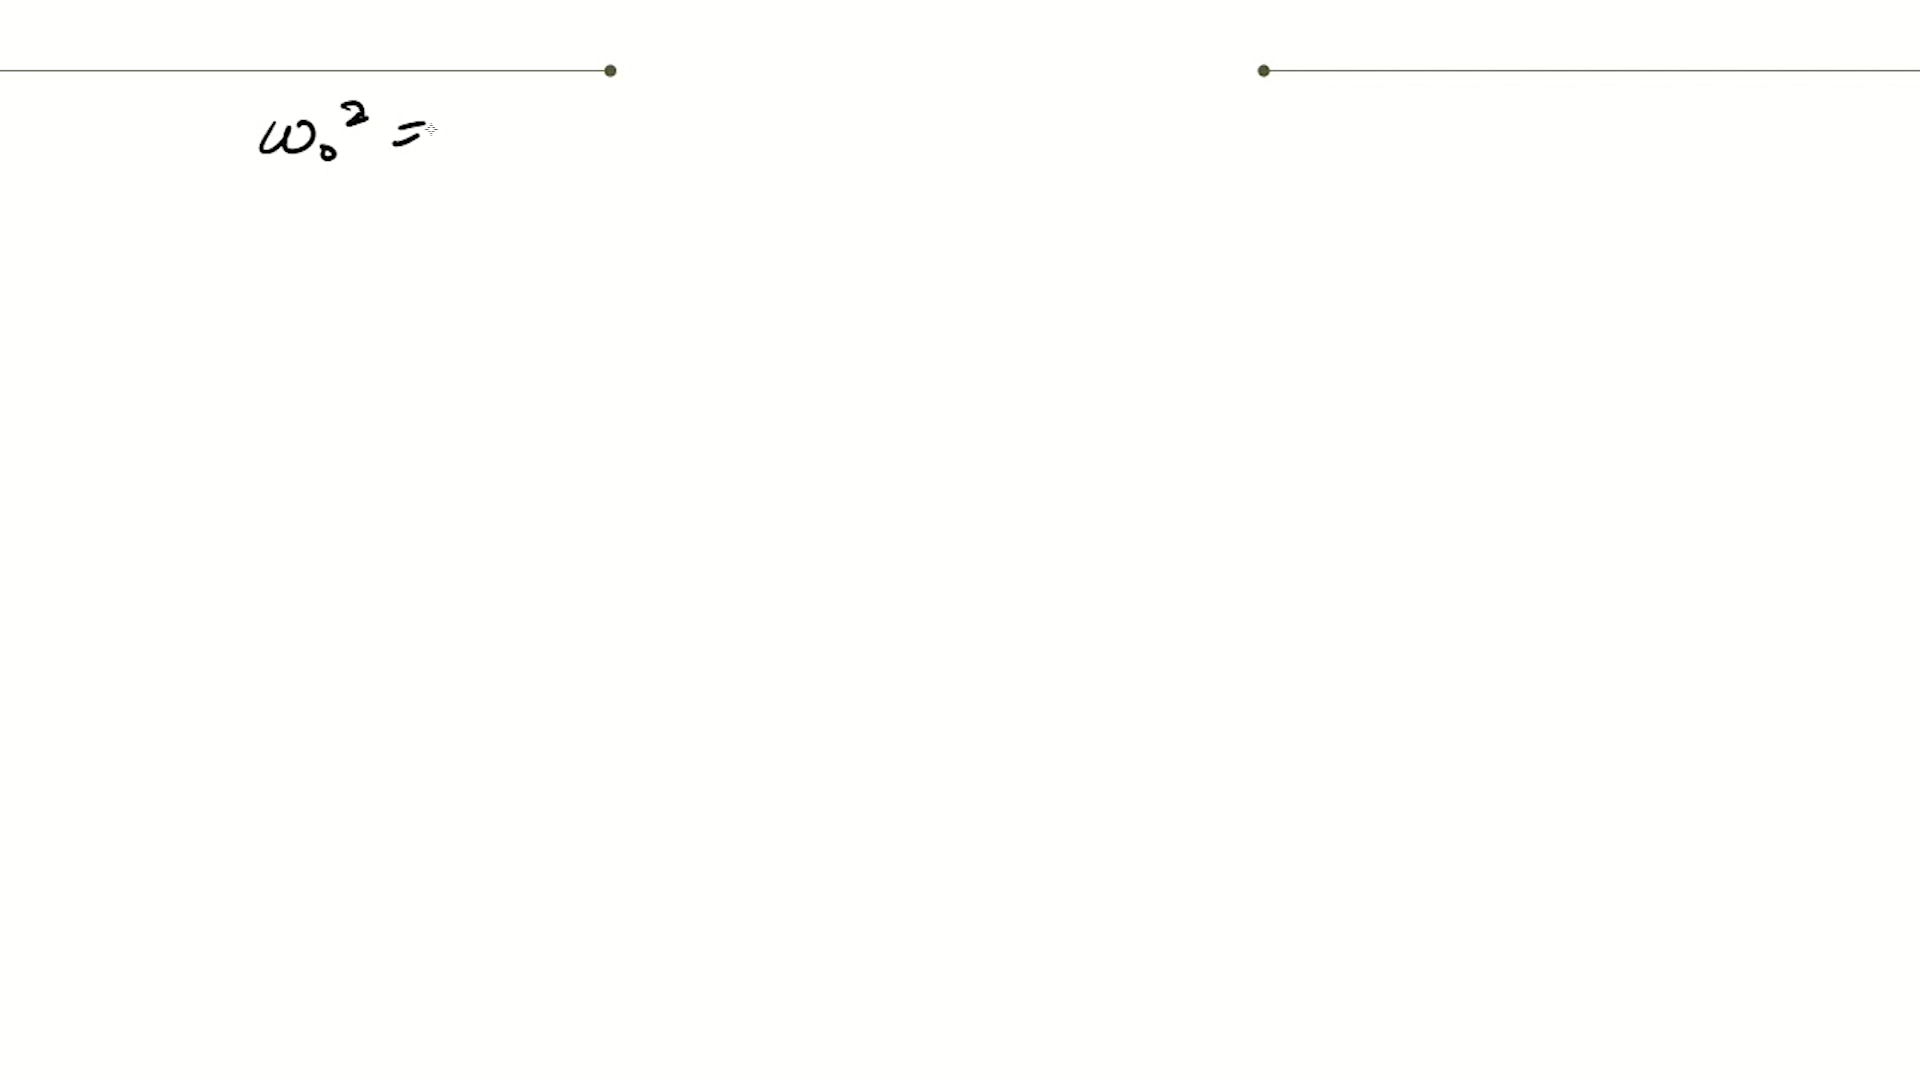 ω₀² =